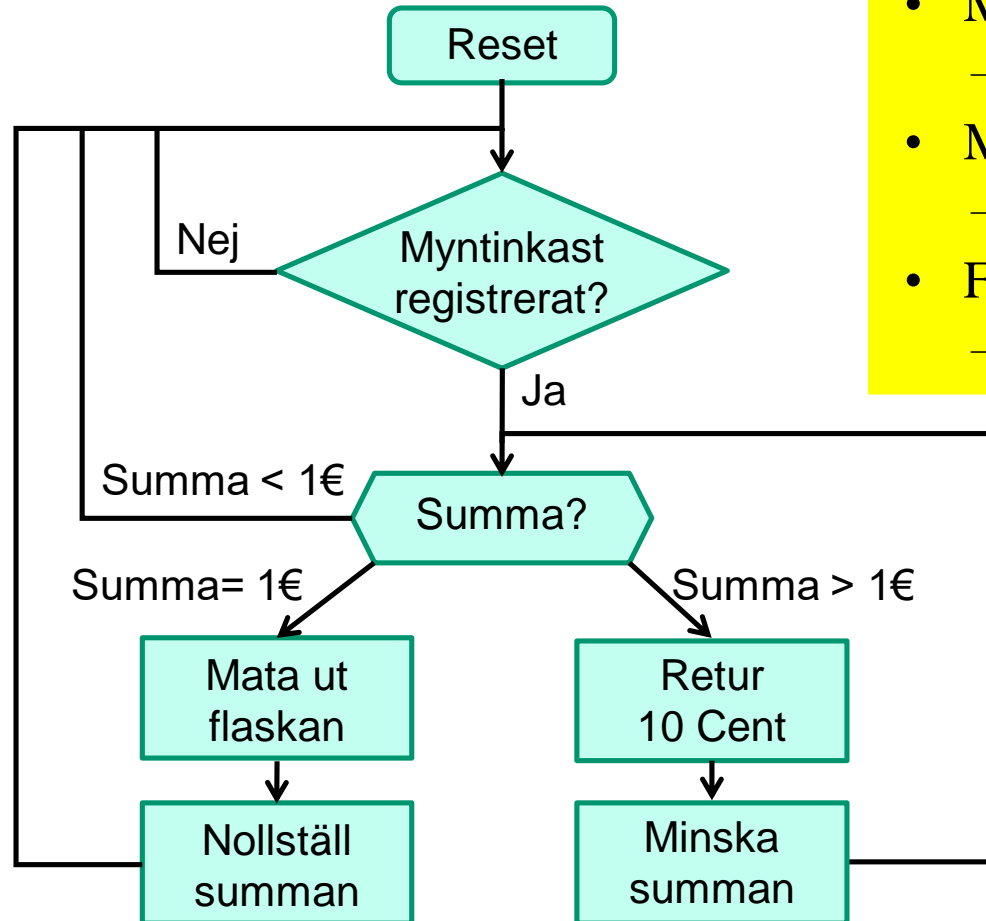 Reset
Nej
Myntinkast
registrerat?
Ja
Summa < 1€
Summa?
Summa= 1€
Summa > 1€
Mata ut
flaskan
Retur
10 Cent
Nollställ
summan
Minska
summan